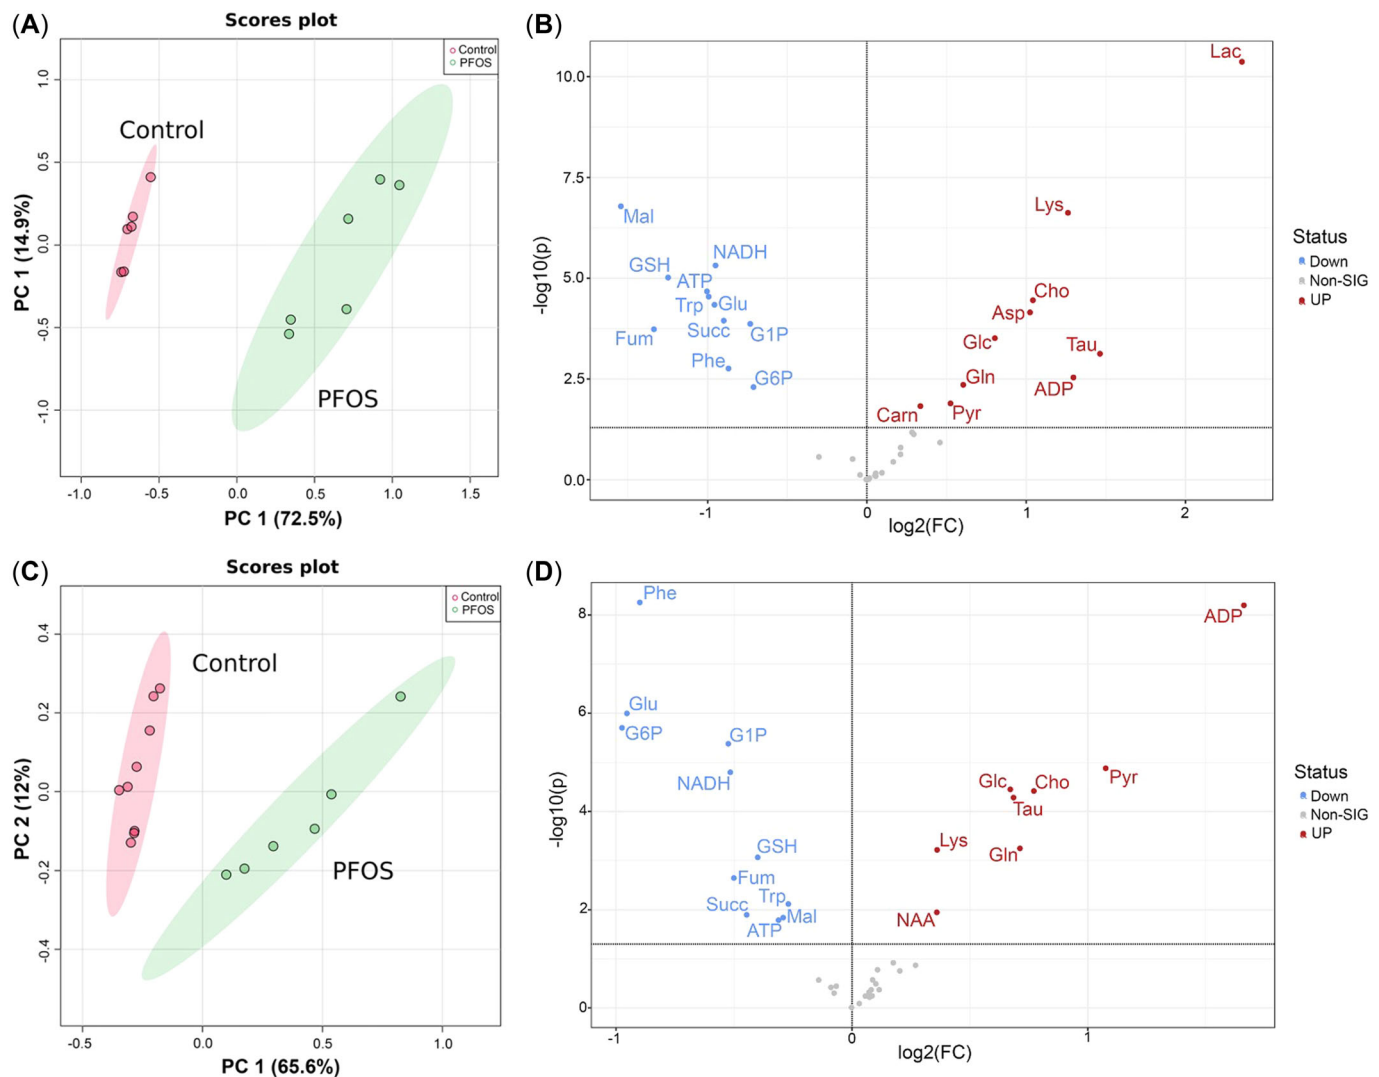 (A)
Scores plot
Control
PFOS
Control
PFOS
PC 1 (14.9%)
1.0
0.5
0.0
-0.5
-1.0
-1.0
-0.5
0.0
0.5
1.0
1.5
PC 1 (72.5%)
(B)
-log10(p)
10.0
7.5
5.0
2.5
0.0
Lac
Lys
Mal
NADH
GSH
ATP
Cho
Trp
Glu
Asp
Succ
G1P
Fum
Glc
Tau
Phe
G6P
Gln
ADP
Carn
Pyr
-1
0
1
2
log2(FC)
Status
Down
Non-SIG
UP
(C)
Scores plot
Control
PFOS
Control
PFOS
PC 2 (12%)
0.4
0.2
0.0
-0.2
-0.4
-0.5
0.0
0.5
1.0
PC 1 (65.6%)
(D)
-log10(p)
8
6
4
2
0
Phe
ADP
Glu
G6P
G1P
NADH
Glc
Cho
Pyr
Tau
Lys
GSH
Gln
Fum
Trp
Succ
Mal
NAA
ATP
-1
0
1
log2(FC)
Status
Down
Non-SIG
UP